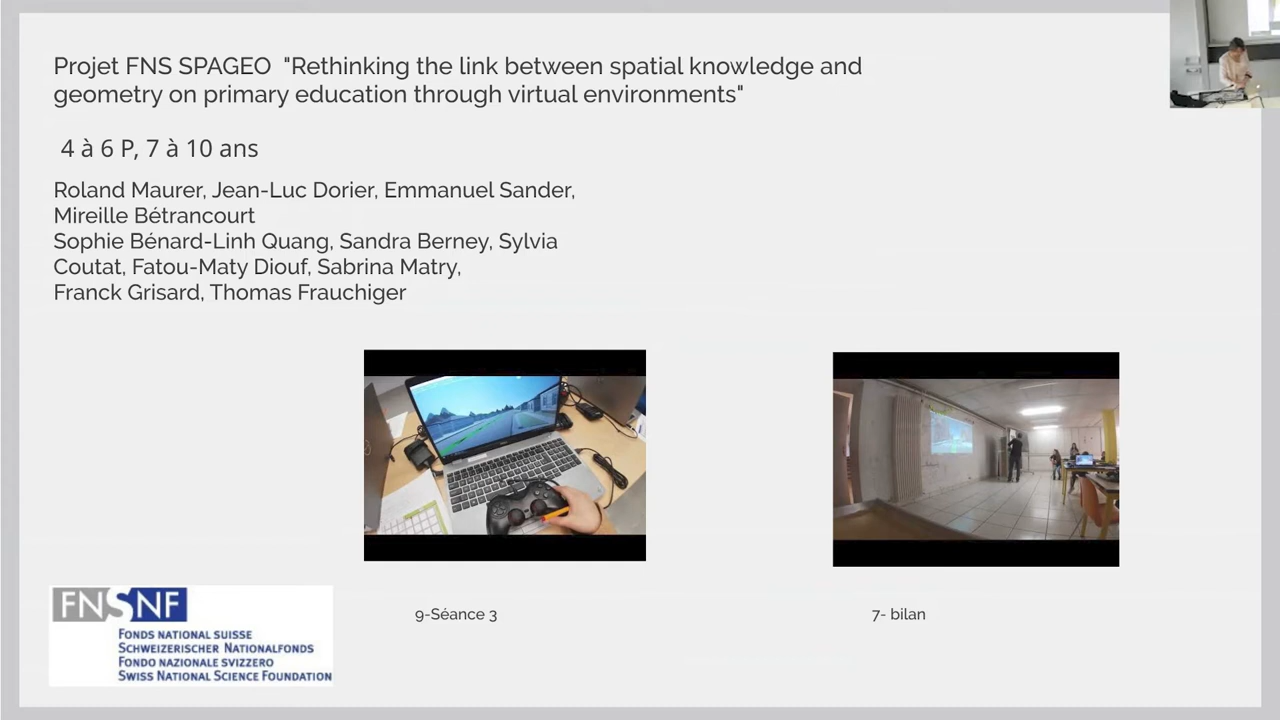 Projet FNS SPAGEO "Rethinking the link between spatial knowledge and
geometry on primary education through virtual environments"
4 à 6 P, 7 à 10 ans
Roland Maurer, Jean-Luc Dorier, Emmanuel Sander,
Mireille Bétrancourt
Sophie Bénard-Linh Quang, Sandra Berney, Sylvia
Coutat, Fatou-Maty Diouf, Sabrina Matry,
Franck Grisard, Thomas Frauchiger
9-Séance 3
7- bilan
FNSNF
FONDS NATIONAL SUISSE
SCHWEIZERISCHER NATIONALFONDS
FONDO NAZIONALE SVIZZERO
SWISS NATIONAL SCIENCE FOUNDATION